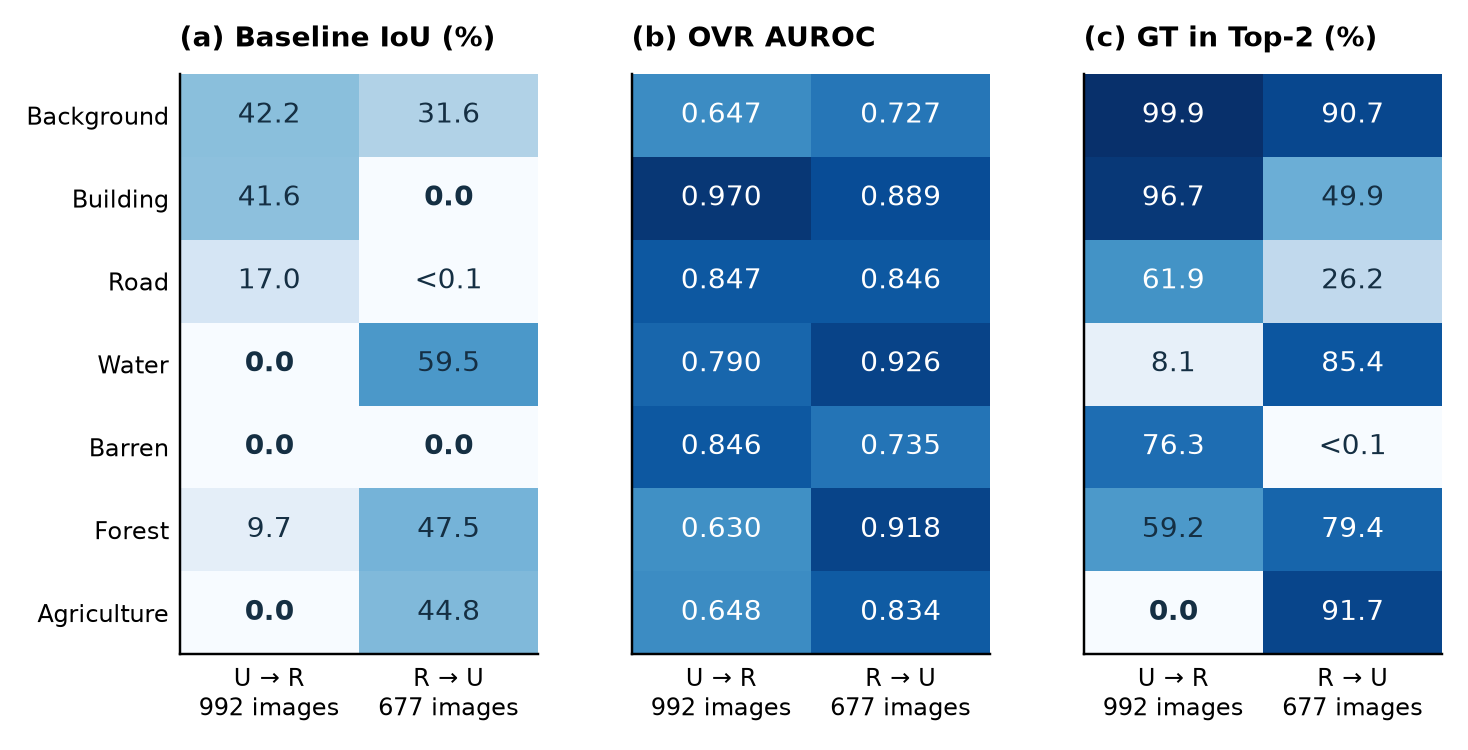 (a) Baseline IoU (%) (b) OVR AUROC (c) GT in Top-2 (%)
Background 42.2 31.6 0.647 0.727 99.9 90.7
Building 41.6 0.0 0.970 0.889 96.7 49.9
Road 17.0 <0.1 0.847 0.846 61.9 26.2
Water 0.0 59.5 0.790 0.926 8.1 85.4
Barren 0.0 0.0 0.846 0.735 76.3 <0.1
Forest 9.7 47.5 0.630 0.918 59.2 79.4
Agriculture 0.0 44.8 0.648 0.834 0.0 91.7
U → R R → U U → R R → U U → R R → U
992 images 677 images 992 images 677 images 992 images 677 images